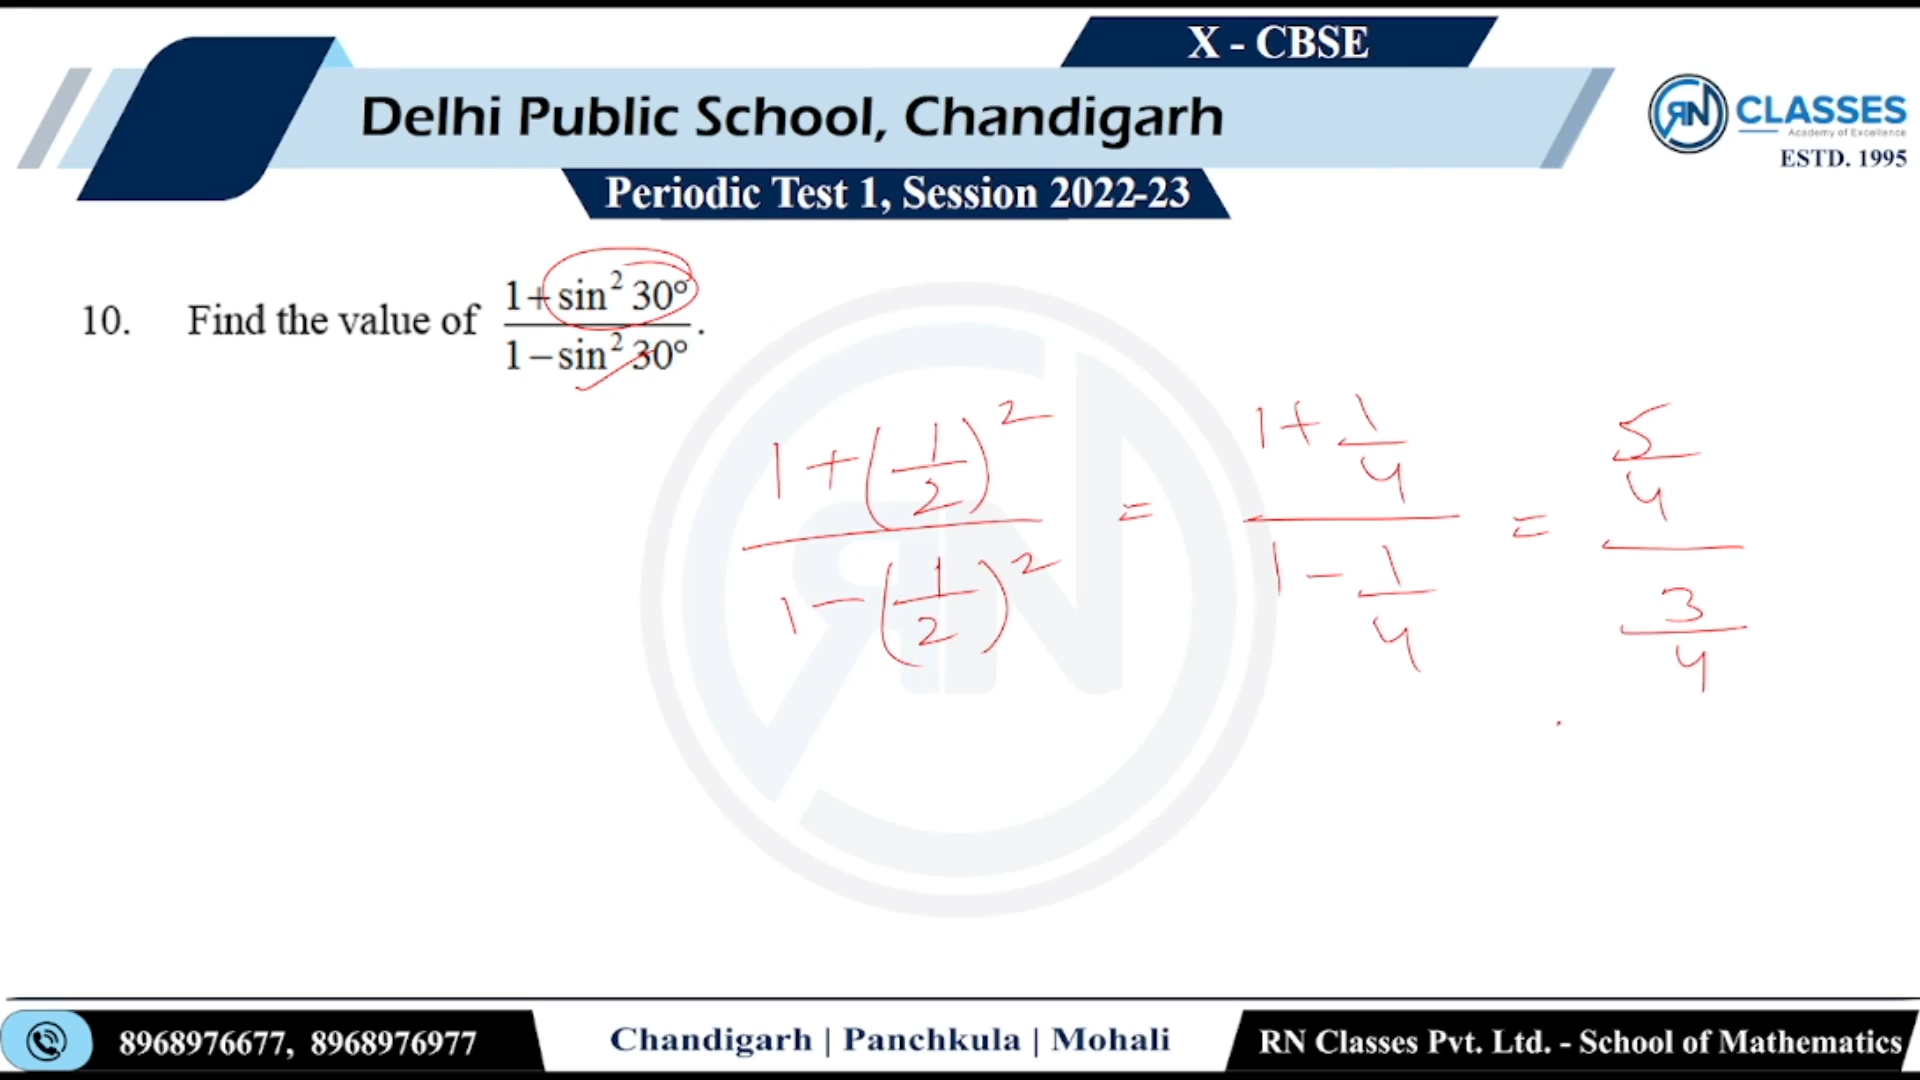 X - CBSE
Delhi Public School, Chandigarh
RN CLASSES
Academy of Excellence
ESTD. 1995
Periodic Test 1, Session 2022-23
10. Find the value of (1+sin² 30°)/(1−sin² 30°).
(1+(1/2)²)/(1−(1/2)²) = (1+1/4)/(1−1/4) = (5/4)/(3/4)
RN
8968976677, 8968976977
Chandigarh | Panchkula | Mohali
RN Classes Pvt. Ltd. - School of Mathematics